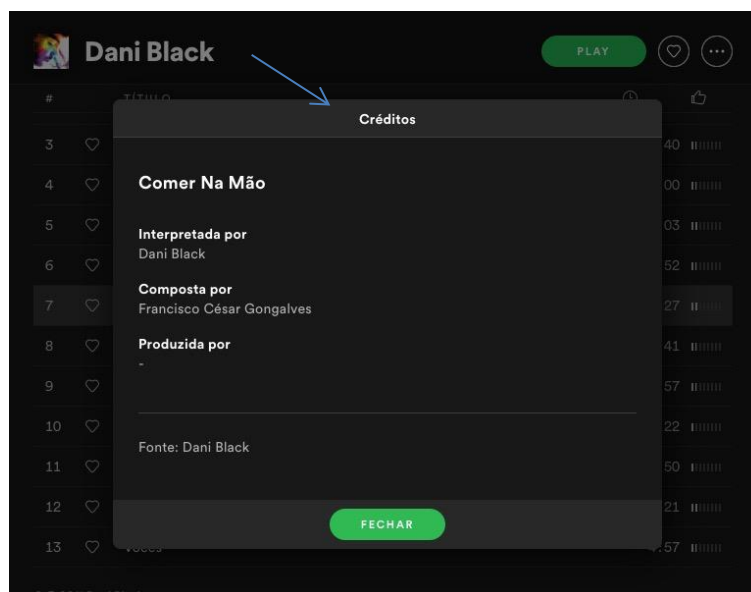 Dani Black
PLAY
# TÍTULO
Créditos
3 40
4 00
5 03
6 52
7 27
8 41
9 57
10 22
11 50
12 21
13 Vozes :57
Comer Na Mão
Interpretada por
Dani Black
Composta por
Francisco César Gongalves
Produzida por
-
Fonte: Dani Black
FECHAR